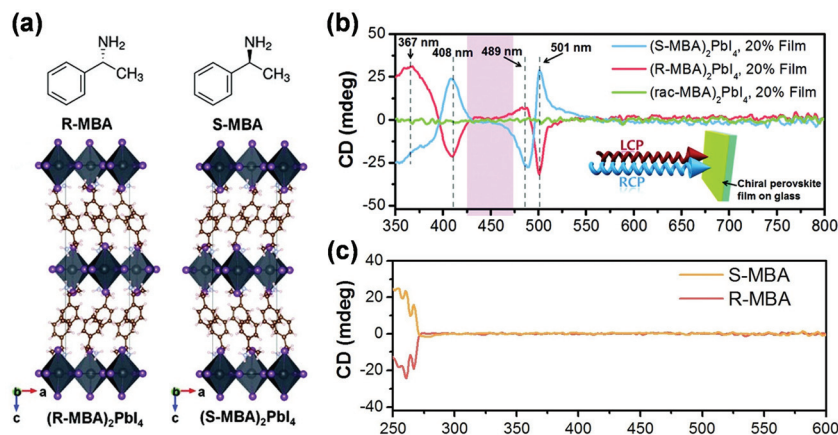 (a)
NH2
CH3
R-MBA
NH2
CH3
S-MBA
b
a
c
(R-MBA)2PbI4
b
a
c
(S-MBA)2PbI4
(b)
CD (mdeg)
50
25
0
-25
-50
367 nm
408 nm
489 nm
501 nm
(S-MBA)2PbI4, 20% Film
(R-MBA)2PbI4, 20% Film
(rac-MBA)2PbI4, 20% Film
LCP
RCP
Chiral perovskite
film on glass
350 400 450 500 550 600 650 700 750 800
(c)
CD (mdeg)
40
20
0
-20
-40
S-MBA
R-MBA
250 300 350 400 450 500 550 600